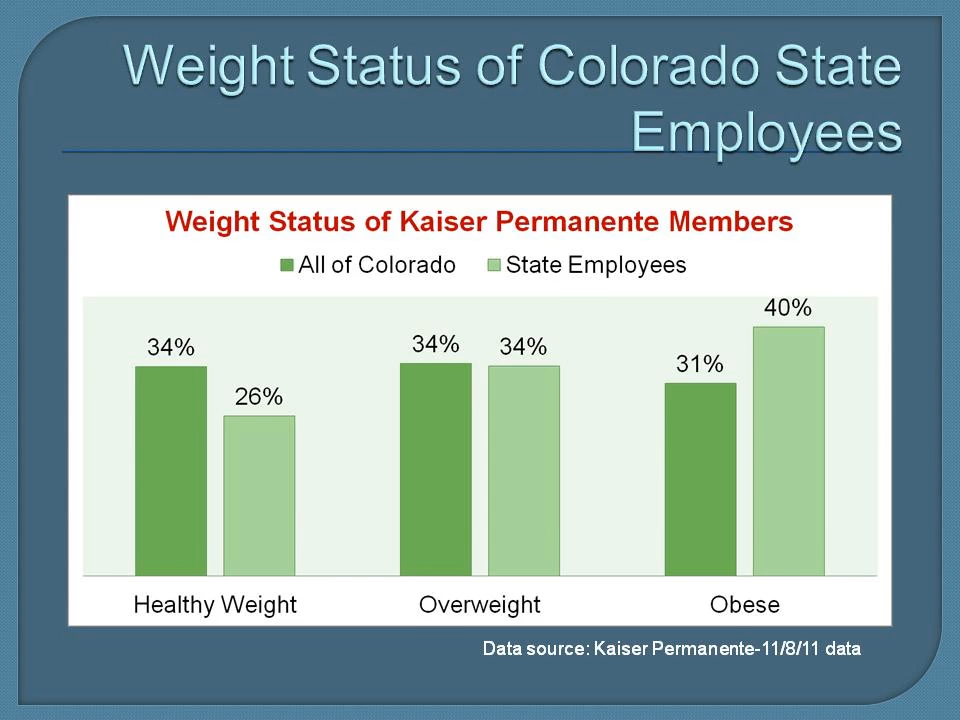 Weight Status of Colorado State
Employees
Weight Status of Kaiser Permanente Members
All of Colorado State Employees
34% 26% 34% 34% 31% 40%
Healthy Weight Overweight Obese
Data source: Kaiser Permanente-11/8/11 data